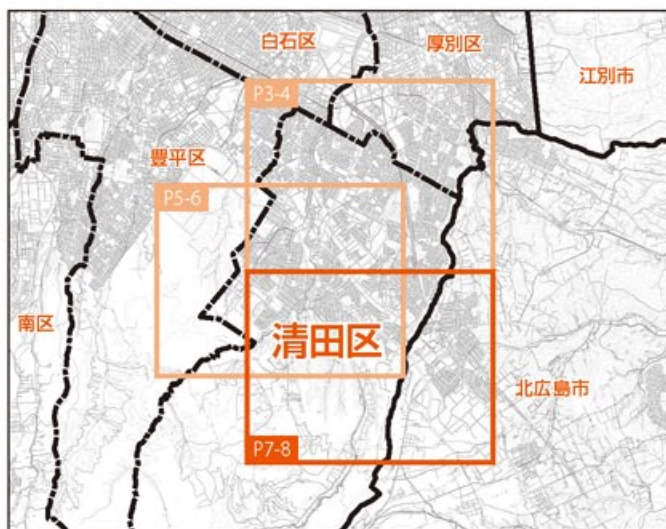 白石区
厚別区
江別市
P3-4
豊平区
P5-6
南区
清田区
北広島市
P7-8